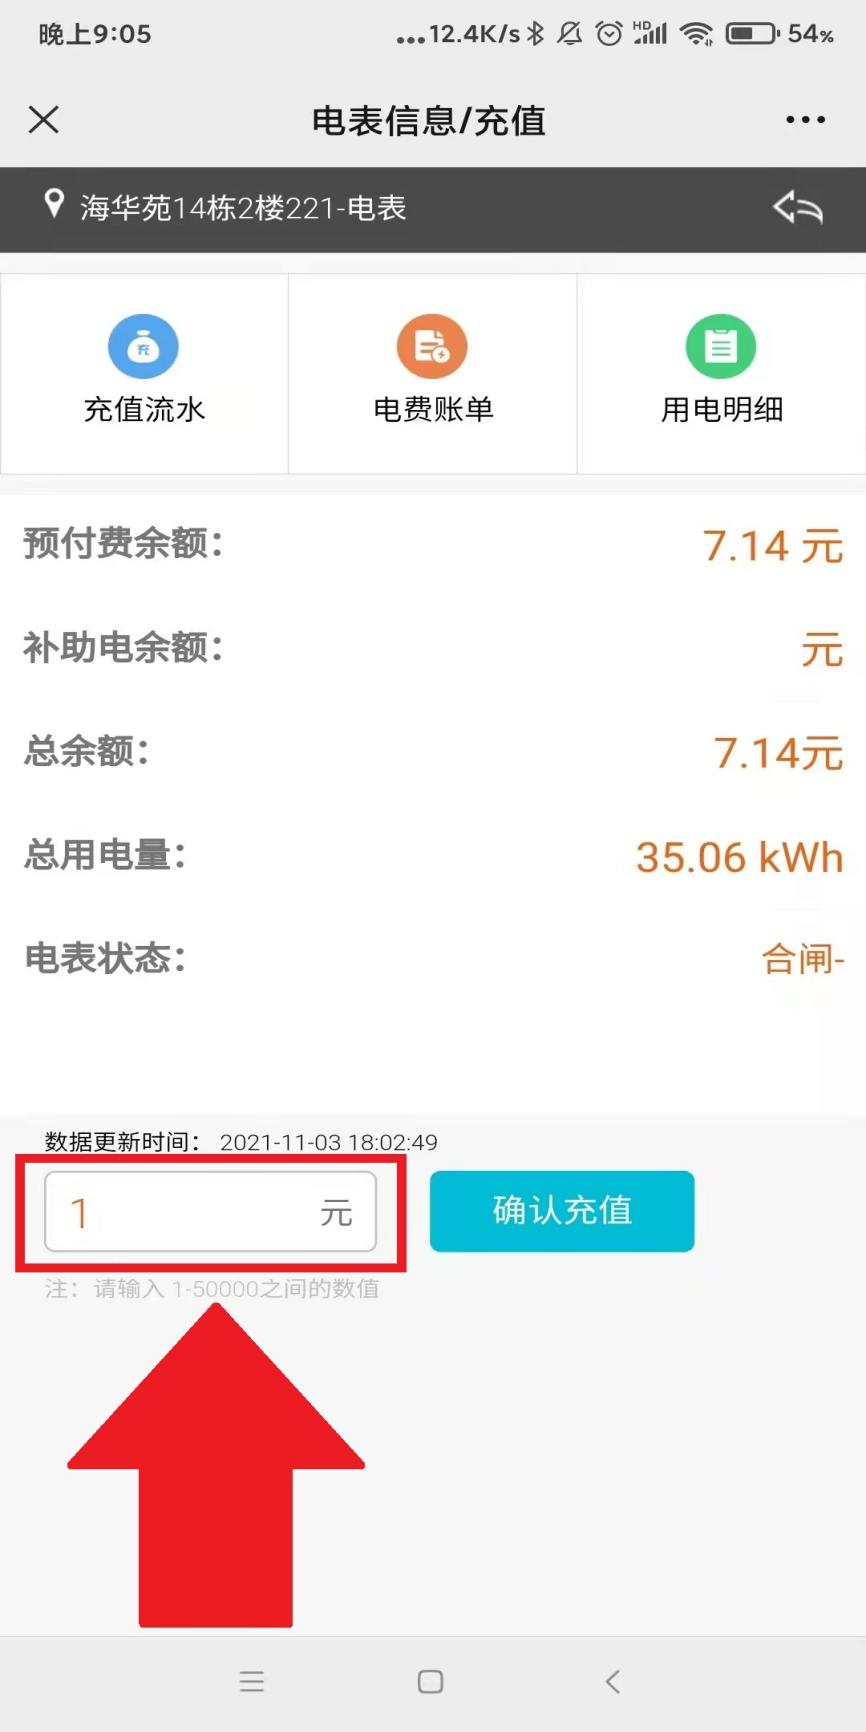 晚上9:05
...12.4K/s HD 54%
电表信息/充值
海华苑14栋2楼221-电表
充
充值流水
电费账单
用电明细
预付费余额: 7.14 元
补助电余额: 元
总余额: 7.14元
总用电量: 35.06 kWh
电表状态: 合闸-
数据更新时间: 2021-11-03 18:02:49
1 元
确认充值
注: 请输入 1-50000之间的数值